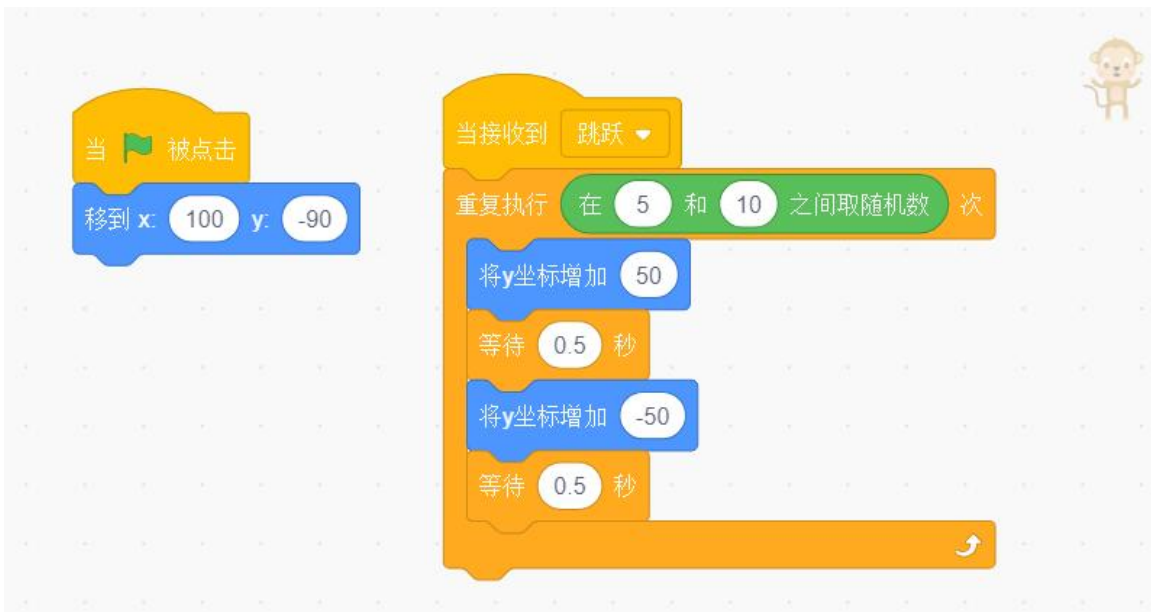 当 被点击
移到 x: 100 y: -90
当接收到 跳跃
重复执行 在 5 和 10 之间取随机数 次
将y坐标增加 50
等待 0.5 秒
将y坐标增加 -50
等待 0.5 秒